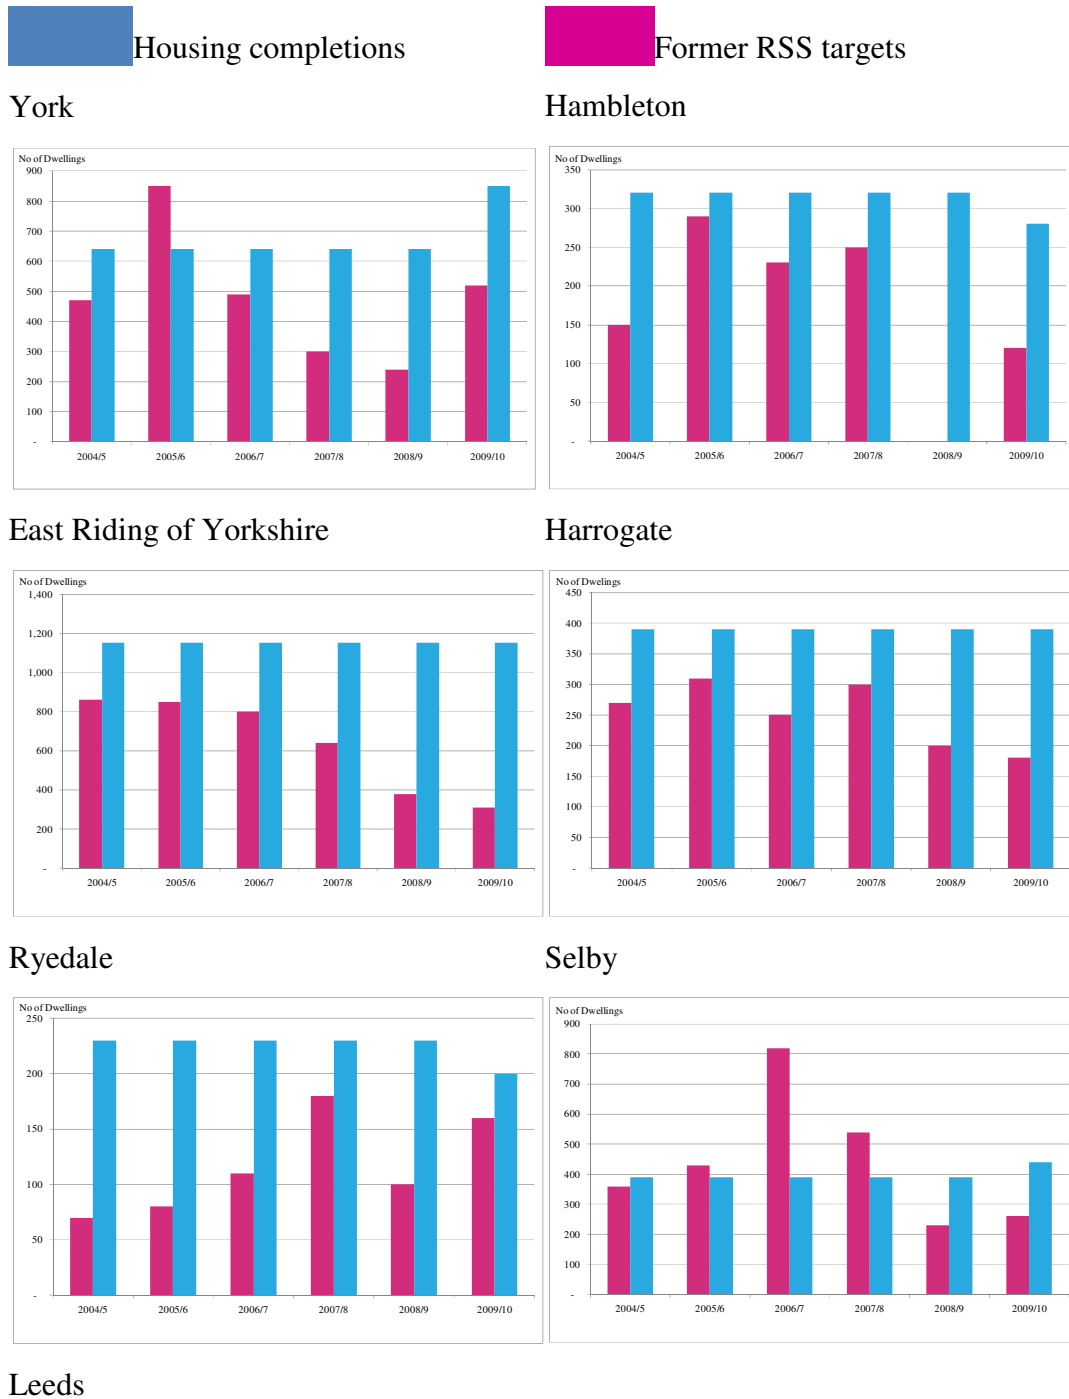 Housing completions
Former RSS targets
York
Hambleton
No of Dwellings
900
800
700
600
500
400
300
200
100
-
2004/5 2005/6 2006/7 2007/8 2008/9 2009/10
No of Dwellings
350
300
250
200
150
100
50
-
2004/5 2005/6 2006/7 2007/8 2008/9 2009/10
East Riding of Yorkshire
Harrogate
No of Dwellings
1,400
1,200
1,000
800
600
400
200
-
2004/5 2005/6 2006/7 2007/8 2008/9 2009/10
No of Dwelings
450
400
350
300
250
200
150
100
50
-
2004/5 2005/6 2006/7 2007/8 2008/9 2009/10
Ryedale
Selby
No of Dwellings
250
200
150
100
50
-
2004/5 2005/6 2006/7 2007/8 2008/9 2009/10
No of Dwellings
900
800
700
600
500
400
300
200
100
-
2004/5 2005/6 2006/7 2007/8 2008/9 2009/10
Leeds